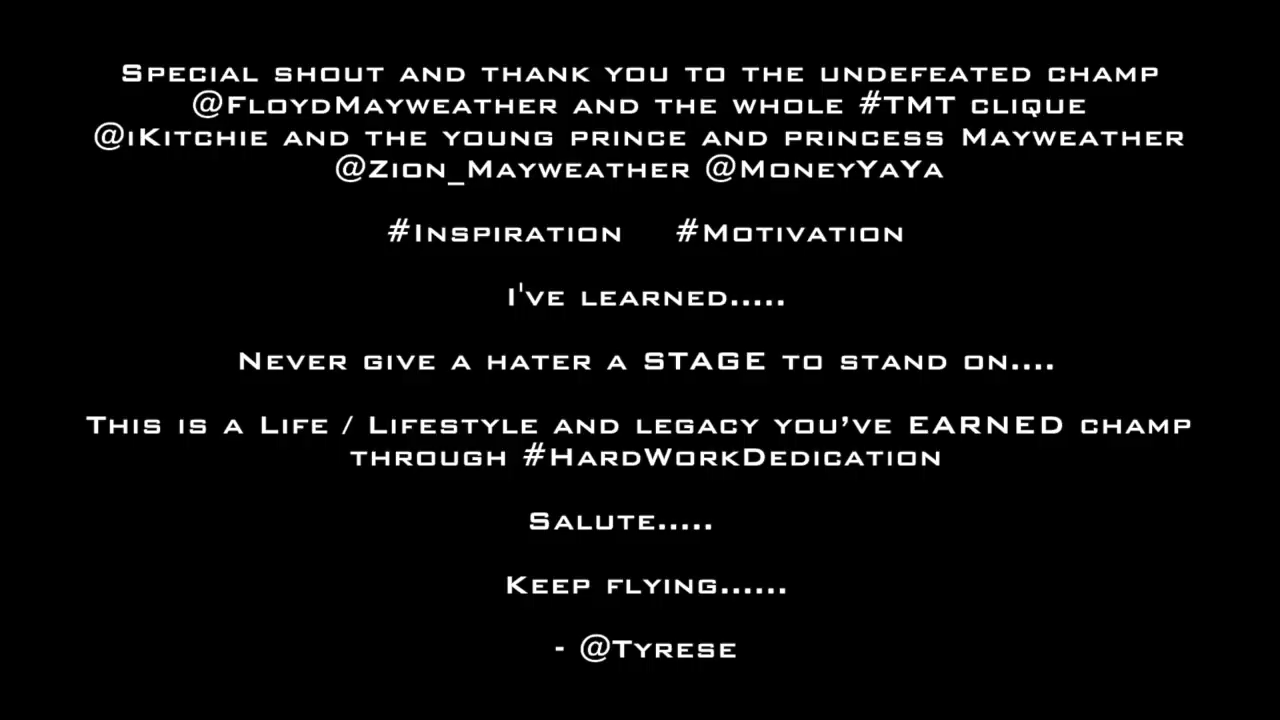 Special shout and thank you to the undefeated champ
@FloydMayweather and the whole #TMT clique
@iKitchie and the young prince and princess Mayweather
@Zion_Mayweather @MoneyYaYa
#Inspiration #Motivation
I've learned.....
Never give a hater a STAGE to stand on....
This is a Life / Lifestyle and legacy you’ve EARNED champ
through #HardWorkDedication
Salute.....
Keep flying......
- @Tyrese